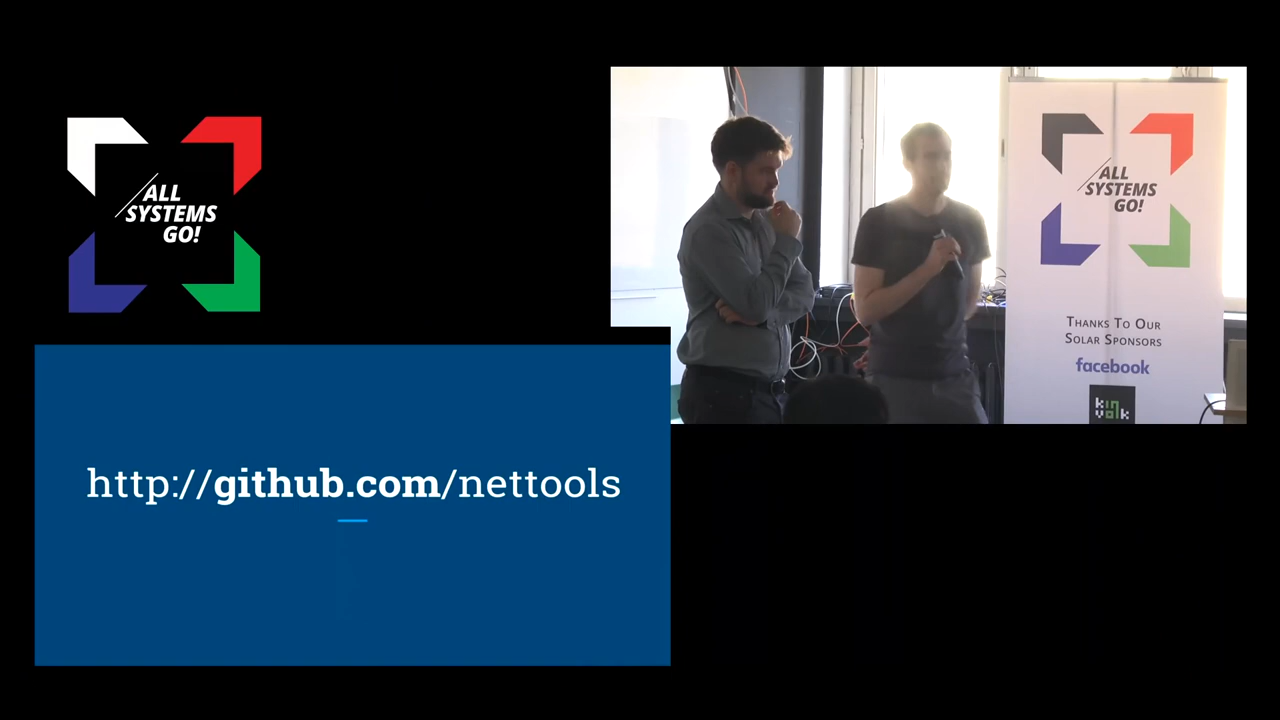 ALL
SYSTEMS
GO!
http://github.com/nettools
ALL
SYSTEMS
GO!
THANKS TO OUR
SOLAR SPONSORS
facebook
kinvolk